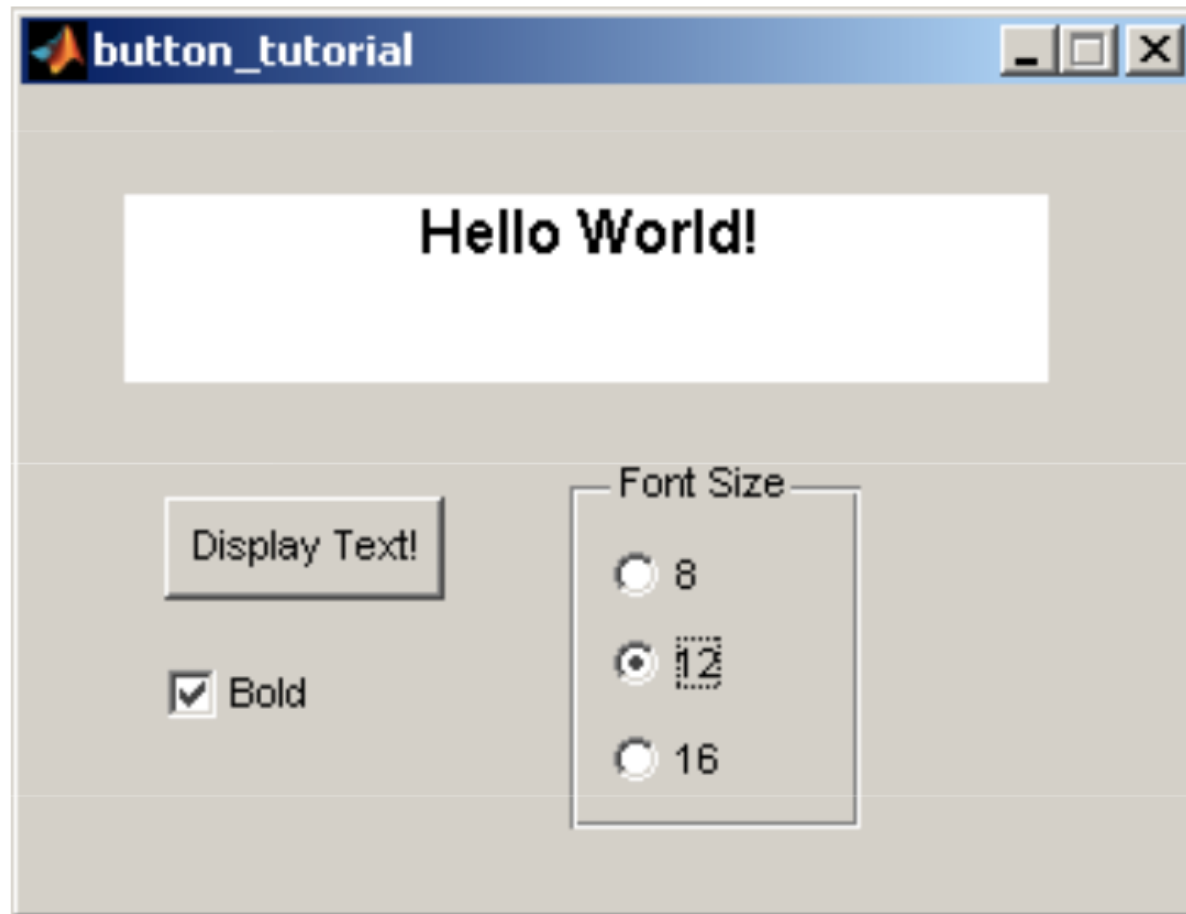 button_tutorial
Hello World!
Display Text!
Bold
Font Size
8
12
16